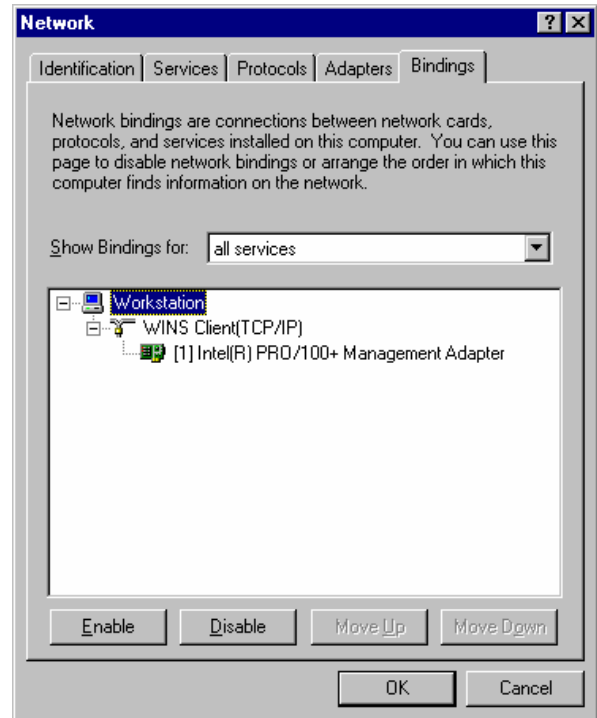 Network
Identification Services Protocols Adapters Bindings
Network bindings are connections between network cards,
protocols, and services installed on this computer. You can use this
page to disable network bindings or arrange the order in which this
computer finds information on the network.
Show Bindings for: all services
Workstation
WINS Client(TCP/IP)
[1] Intel(R) PRO/100+ Management Adapter
Enable Disable Move Up Move Down
OK Cancel